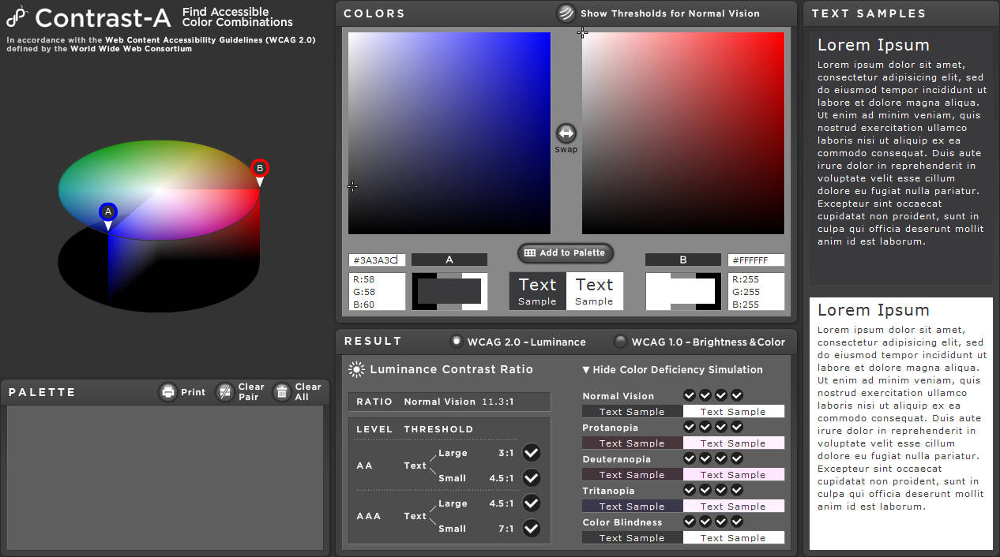 Contrast-A
Find Accessible
Color Combinations
In accordance with the Web Content Accessibility Guidelines (WCAG 2.0)
defined by the World Wide Web Consortium
B
A
PALETTE
Print
Clear
Pair
Clear
All
COLORS
Show Thresholds for Normal Vision
Swap
#3A3A3C
A
Add to Palette
B
#FFFFFF
R:58
G:58
B:60
Text
Sample
Text
Sample
R:255
G:255
B:255
RESULT
WCAG 2.0 - Luminance
WCAG 1.0 - Brightness & Color
Luminance Contrast Ratio
RATIO Normal Vision 11.3:1
LEVEL THRESHOLD
AA Text
Large 3:1
Small 4.5:1
AAA Text
Large 4.5:1
Small 7:1
▼ Hide Color Deficiency Simulation
Normal Vision
Text Sample Text Sample
Protanopia
Text Sample Text Sample
Deuteranopia
Text Sample Text Sample
Tritanopia
Text Sample Text Sample
Color Blindness
Text Sample Text Sample
TEXT SAMPLES
Lorem Ipsum
Lorem ipsum dolor sit amet,
consectetur adipisicing elit, sed
do eiusmod tempor incididunt ut
labore et dolore magna aliqua.
Ut enim ad minim veniam, quis
nostrud exercitation ullamco
laboris nisi ut aliquip ex ea
commodo consequat. Duis aute
irure dolor in reprehenderit in
voluptate velit esse cillum
dolore eu fugiat nulla pariatur.
Excepteur sint occaecat
cupidatat non proident, sunt in
culpa qui officia deserunt mollit
anim id est laborum.
Lorem Ipsum
Lorem ipsum dolor sit amet,
consectetur adipisicing elit, sed
do eiusmod tempor incididunt ut
labore et dolore magna aliqua.
Ut enim ad minim veniam, quis
nostrud exercitation ullamco
laboris nisi ut aliquip ex ea
commodo consequat. Duis aute
irure dolor in reprehenderit in
voluptate velit esse cillum
dolore eu fugiat nulla pariatur.
Excepteur sint occaecat
cupidatat non proident, sunt in
culpa qui officia deserunt mollit
anim id est laborum.